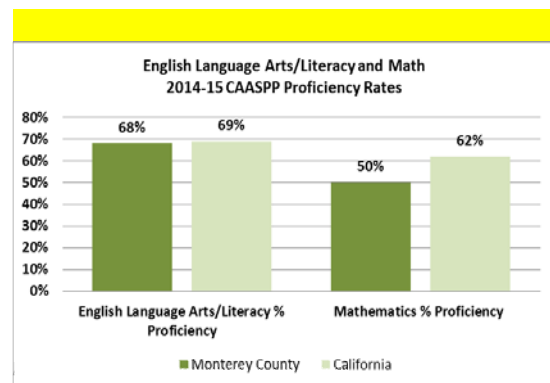 English Language Arts/Literacy and Math
2014-15 CAASPP Proficiency Rates
80%
70%
60%
50%
40%
30%
20%
10%
0%
68%
69%
50%
62%
English Language Arts/Literacy %
Proficiency
Mathematics % Proficiency
Monterey County
California